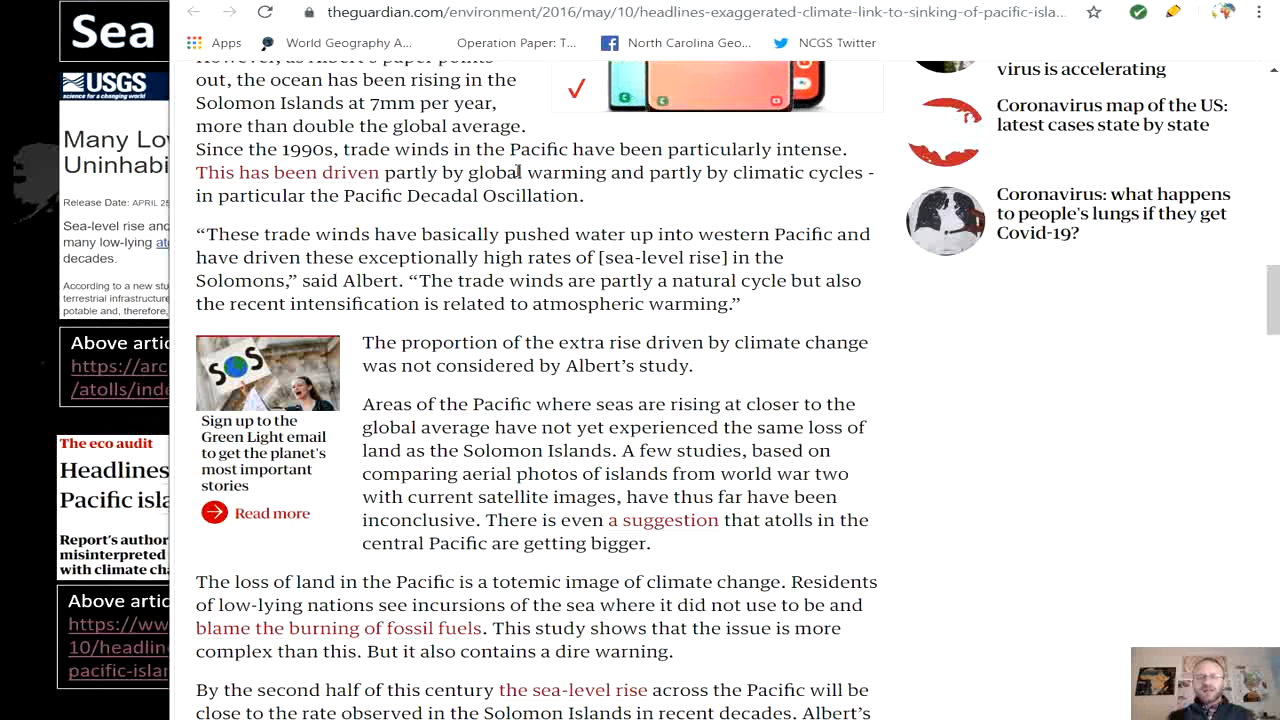 Sea
USGS
science for a changing world
Many Lo
Uninhabi
Release Date: APRIL 25
Sea-level rise and
many low-lying at
decades.
According to a new stu
terrestrial infrastructure
potable and, therefore,
Above artic
https://arc
/atolls/inde
The eco audit
Headlines
Pacific isla
Report's author
misinterpreted
with climate cha
Above artic
https://ww
10/headlin
pacific-islan
theguardian.com/environment/2016/may/10/headlines-exaggerated-climate-link-to-sinking-of-pacific-isla...
Apps
World Geography A...
Operation Paper: T...
North Carolina Geo...
NCGS Twitter
However, as Albert's paper points
out, the ocean has been rising in the
Solomon Islands at 7mm per year,
more than double the global average.
Since the 1990s, trade winds in the Pacific have been particularly intense.
This has been driven partly by global warming and partly by climatic cycles -
in particular the Pacific Decadal Oscillation.
“These trade winds have basically pushed water up into western Pacific and
have driven these exceptionally high rates of [sea-level rise] in the
Solomons,” said Albert. “The trade winds are partly a natural cycle but also
the recent intensification is related to atmospheric warming.”
SOS
Sign up to the
Green Light email
to get the planet's
most important
stories
Read more
The proportion of the extra rise driven by climate change
was not considered by Albert's study.
Areas of the Pacific where seas are rising at closer to the
global average have not yet experienced the same loss of
land as the Solomon Islands. A few studies, based on
comparing aerial photos of islands from world war two
with current satellite images, have thus far have been
inconclusive. There is even a suggestion that atolls in the
central Pacific are getting bigger.
The loss of land in the Pacific is a totemic image of climate change. Residents
of low-lying nations see incursions of the sea where it did not use to be and
blame the burning of fossil fuels. This study shows that the issue is more
complex than this. But it also contains a dire warning.
By the second half of this century the sea-level rise across the Pacific will be
close to the rate observed in the Solomon Islands in recent decades. Albert's
virus is accelerating
Coronavirus map of the US:
latest cases state by state
Coronavirus: what happens
to people's lungs if they get
Covid-19?